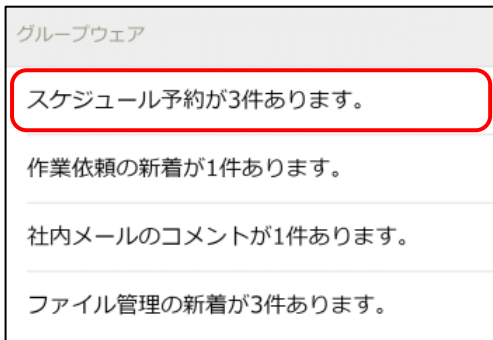 グループウェア
スケジュール予約が3件あります。
作業依頼の新着が1件あります。
社内メールのコメントが1件あります。
ファイル管理の新着が3件あります。